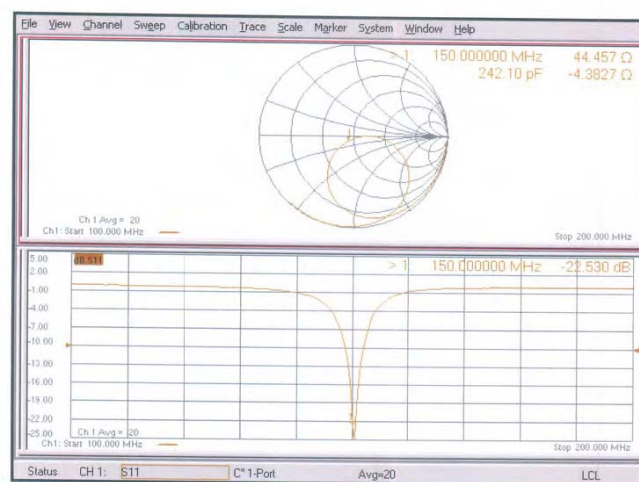 File View Channel Sweep Calibration Trace Scale Marker System Window Help
> 1 150.000000 MHz 44.457 Ω
242.10 pF -4.3827 Ω
Ch 1 Avg = 20
Ch1: Start 100.000 MHz
Stop 200.000 MHz
5.00
dB S11
> 1 150.000000 MHz -22.530 dB
2.00
-1.00
-4.00
-7.00
-10.00
-13.00
-16.00
-19.00
-22.00
-25.00
Ch 1 Avg = 20
Ch1: Start 100.000 MHz
Stop 200.000 MHz
Status CH 1: S11 C* 1-Port Avg=20 LCL